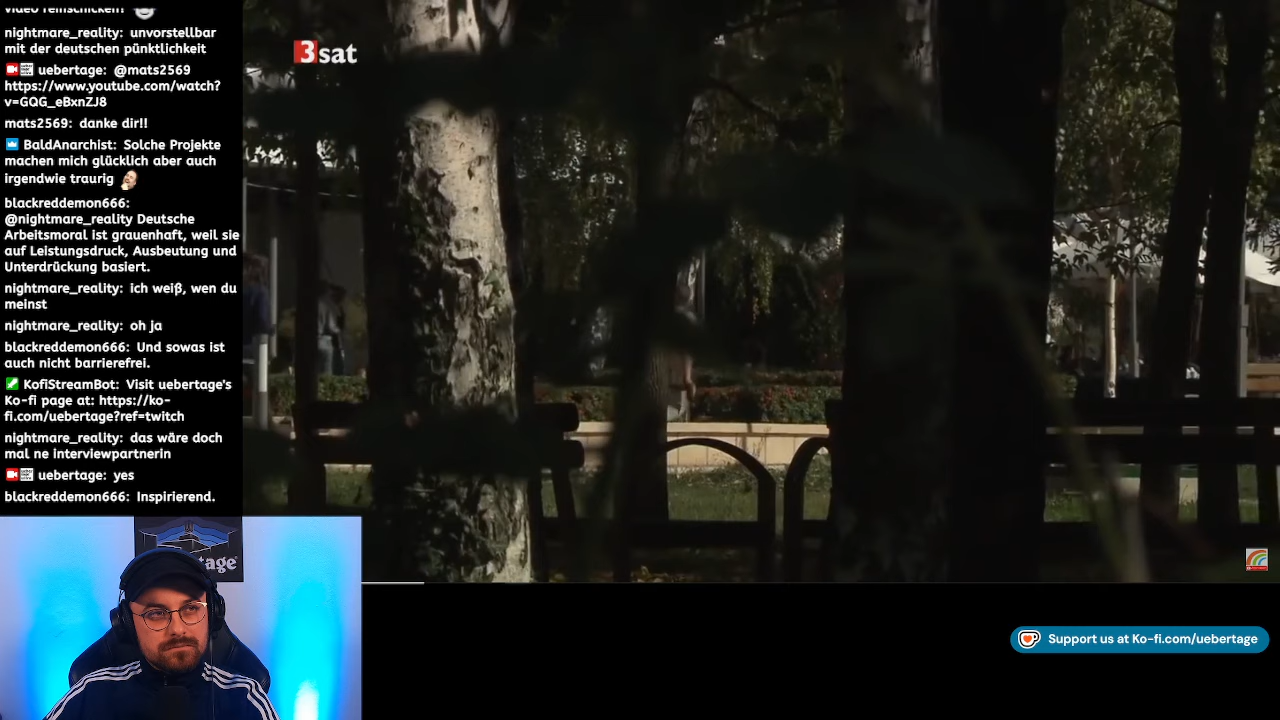 video reinschicken!
nightmare_reality: unvorstellbar
mit der deutschen pünktlichkeit
uebertage: @mats2569
https://www.youtube.com/watch?
v=GQG_eBxnZJ8
mats2569: danke dir!!
BaldAnarchist: Solche Projekte
machen mich glücklich aber auch
irgendwie traurig
blackreddemon666:
@nightmare_reality Deutsche
Arbeitsmoral ist grauenhaft, weil sie
auf Leistungsdruck, Ausbeutung und
Unterdrückung basiert.
nightmare_reality: ich weiß, wen du
meinst
nightmare_reality: oh ja
blackreddemon666: Und sowas ist
auch nicht barrierefrei.
KofiStreamBot: Visit uebertage's
Ko-fi page at: https://ko-
fi.com/uebertage?ref=twitch
nightmare_reality: das wäre doch
mal ne interviewpartnerin
uebertage: yes
blackreddemon666: Inspirierend.
3sat
tage
Support us at Ko-fi.com/uebertage